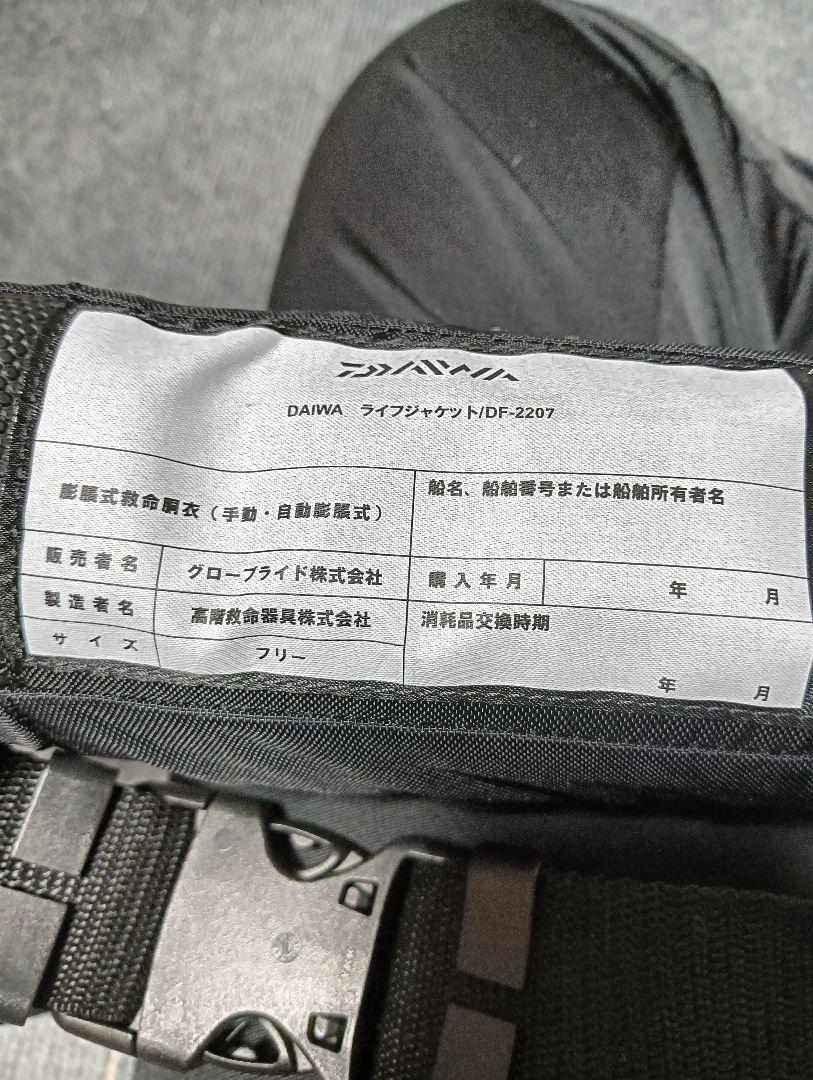 DAIWA
DAIWA ライフジャケット/DF-2207
膨脹式救命胴衣（手動・自動膨脹式）
船名、船舶番号または船舶所有者名
販売者名 グローブライド株式会社
購入年月 年 月
製造者名 高階救命器具株式会社
消耗品交換時期
サイズ フリー
年 月